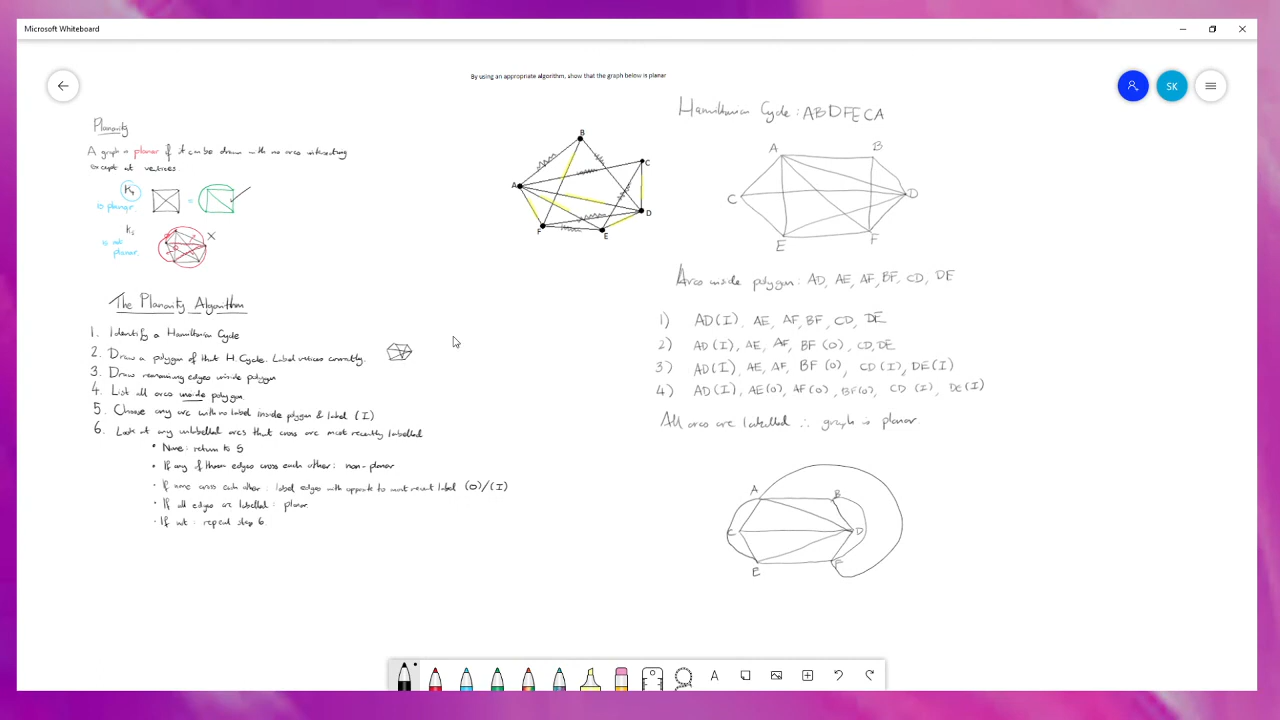 Microsoft Whiteboard
By using an appropriate algorithm, show that the graph below is planar
SK
Planarity
A graph is planar if it can be drawn with no arcs intersecting
except at vertices
K4
is planar
=
K5
is not
planar.
X
The Planarity Algorithm
1. Identify a Hamiltonian Cycle
2. Draw a polygon of that H. Cycle. Label vertices correctly.
3. Draw remaining edges inside polygon
4. List all arcs inside polygon.
5. Choose any arc with no label inside polygon & label (I)
6. Look at any unlabelled arcs that cross arc most recently labelled
• None: return to 5
• If any of these edges cross each other: non-planar
• If none cross each other: label edges with opposite to most recent label (O)/(I)
• If all edges are labelled: planar
• If not: repeat step 6.
B
C
A
D
F
E
Hamiltonian Cycle: ABDFECA
A
B
C
D
E
F
Arcs inside polygon: AD, AE, AF, BF, CD, DE
1) AD(I), AE, AF, BF, CD, DE
2) AD(I), AE, AF, BF(O), CD, DE
3) AD(I), AE, AF, BF(O), CD(I), DE(I)
4) AD(I), AE(O), AF(O), BF(O), CD(I), DE(I)
All arcs are labelled ∴ graph is planar
A
B
C
D
E
F
A